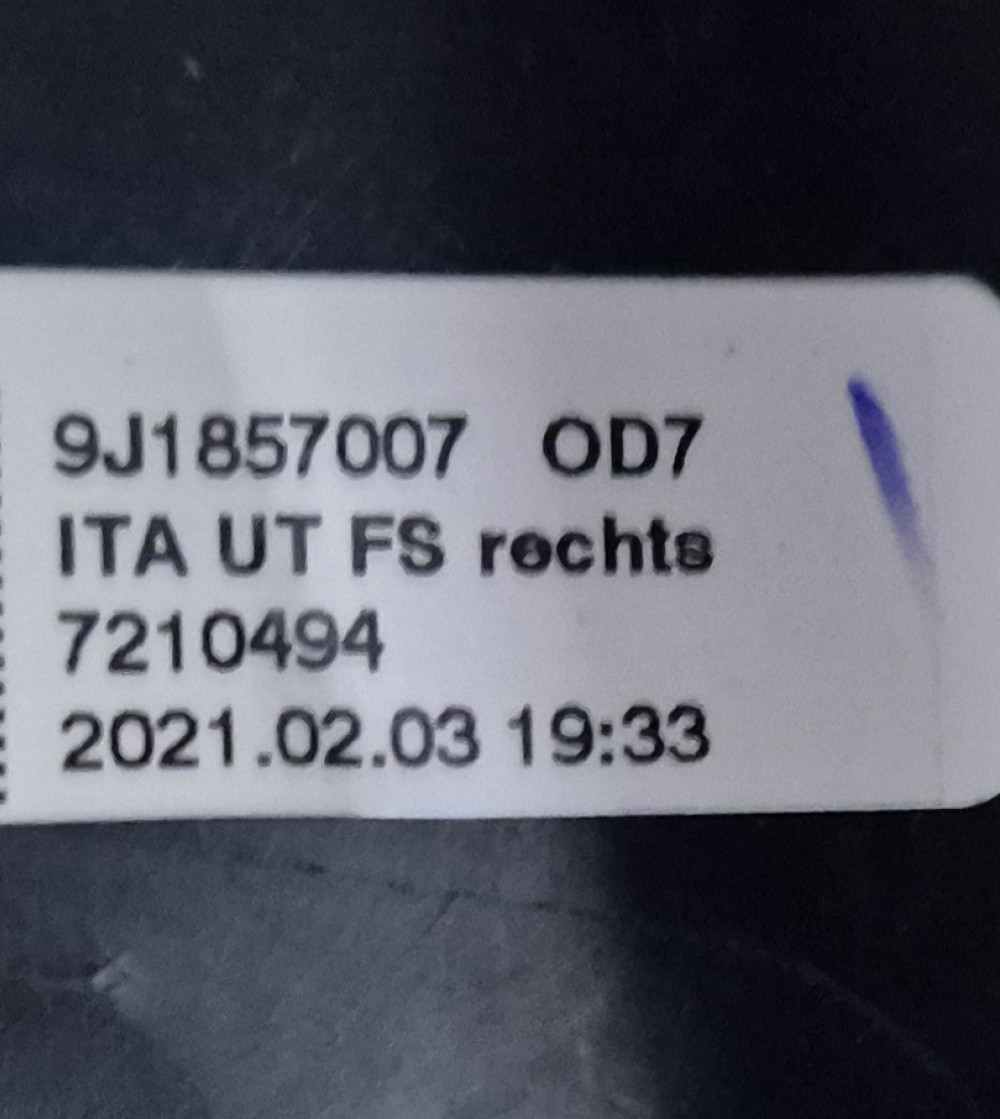 9J1857007 OD7
ITA UT FS rechts
7210494
2021.02.03 19:33